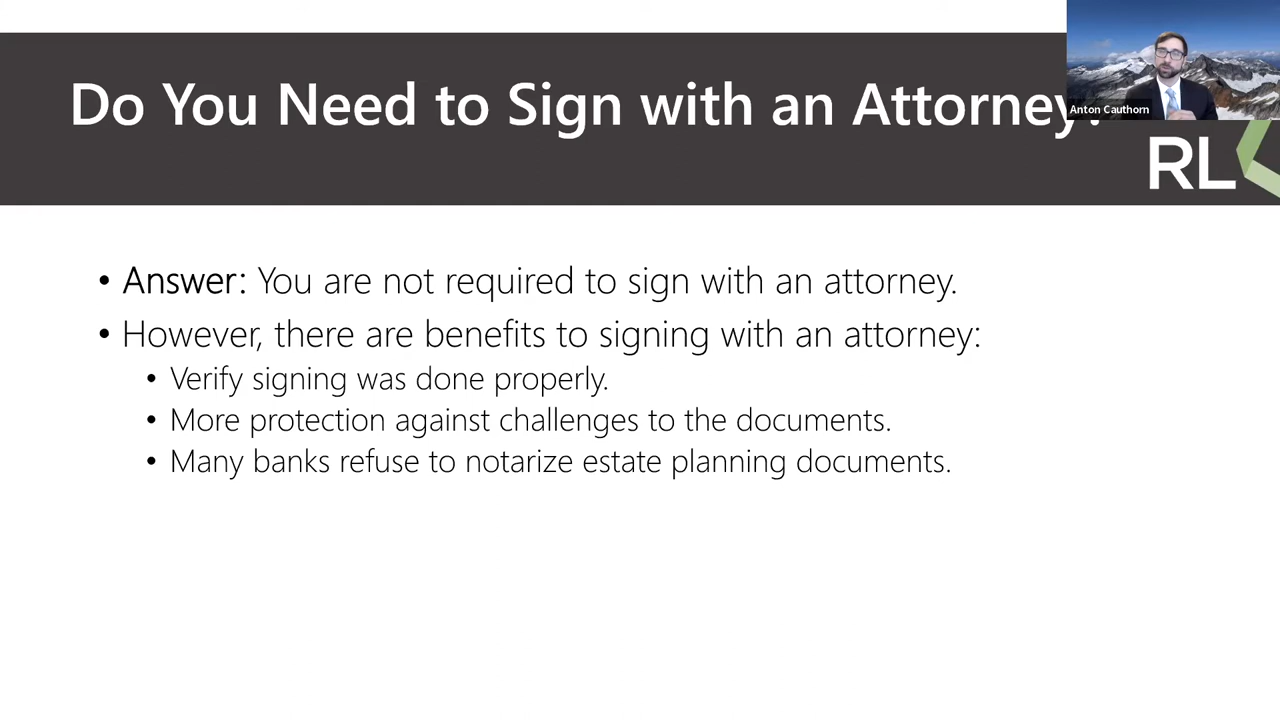 Do You Need to Sign with an Attorney?
Anton Cauthorn
RL
• Answer: You are not required to sign with an attorney.
• However, there are benefits to signing with an attorney:
• Verify signing was done properly.
• More protection against challenges to the documents.
• Many banks refuse to notarize estate planning documents.